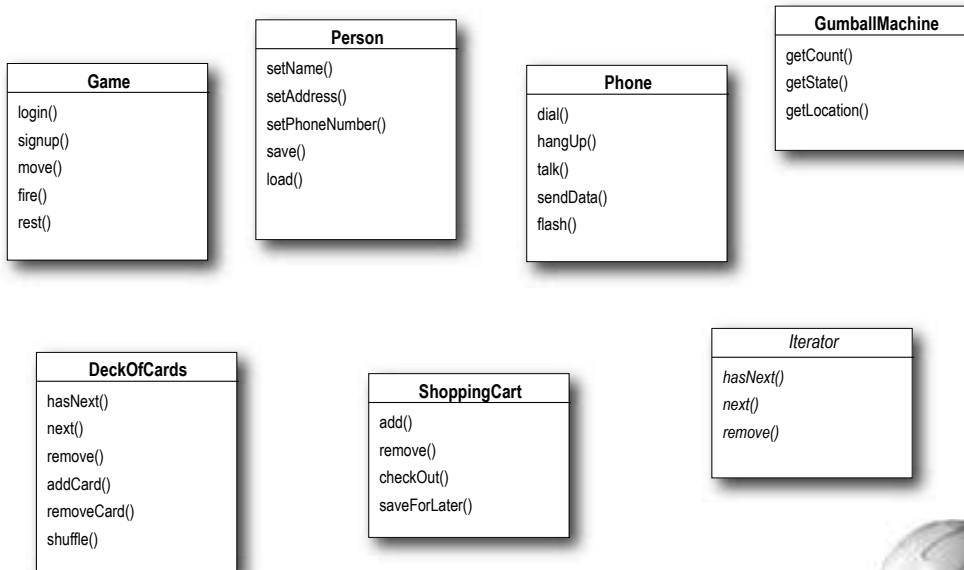 Game
login()
signup()
move()
fire()
rest()
Person
setName()
setAddress()
setPhoneNumber()
save()
load()
Phone
dial()
hangUp()
talk()
sendData()
flash()
GumballMachine
getCount()
getState()
getLocation()
DeckOfCards
hasNext()
next()
remove()
addCard()
removeCard()
shuffle()
ShoppingCart
add()
remove()
checkOut()
saveForLater()
Iterator
hasNext()
next()
remove()